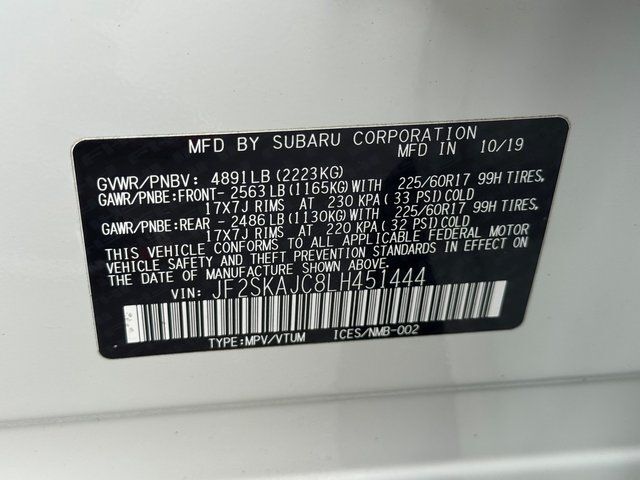 MFD BY SUBARU CORPORATION
MFD IN 10/19
GVWR/PNBV: 4891LB (2223KG)
GAWR/PNBE:FRONT- 2563 LB (1165KG) WITH 225/60R17 99H TIRES,
17X7J RIMS AT 230 KPA (33 PSI) COLD
GAWR/PNBE:REAR - 2486 LB (1130KG) WITH 225/60R17 99H TIRES,
17X7J RIMS AT 220 KPA (32 PSI) COLD
THIS VEHICLE CONFORMS TO ALL APPLICABLE FEDERAL MOTOR
VEHICLE SAFETY AND THEFT PREVENTION STANDARDS IN EFFECT ON
THE DATE OF MANUFACTURE SHOWN ABOVE.
VIN: JF2SKAJC8LH451444
TYPE:MPV/VTUM ICES/NMB-002